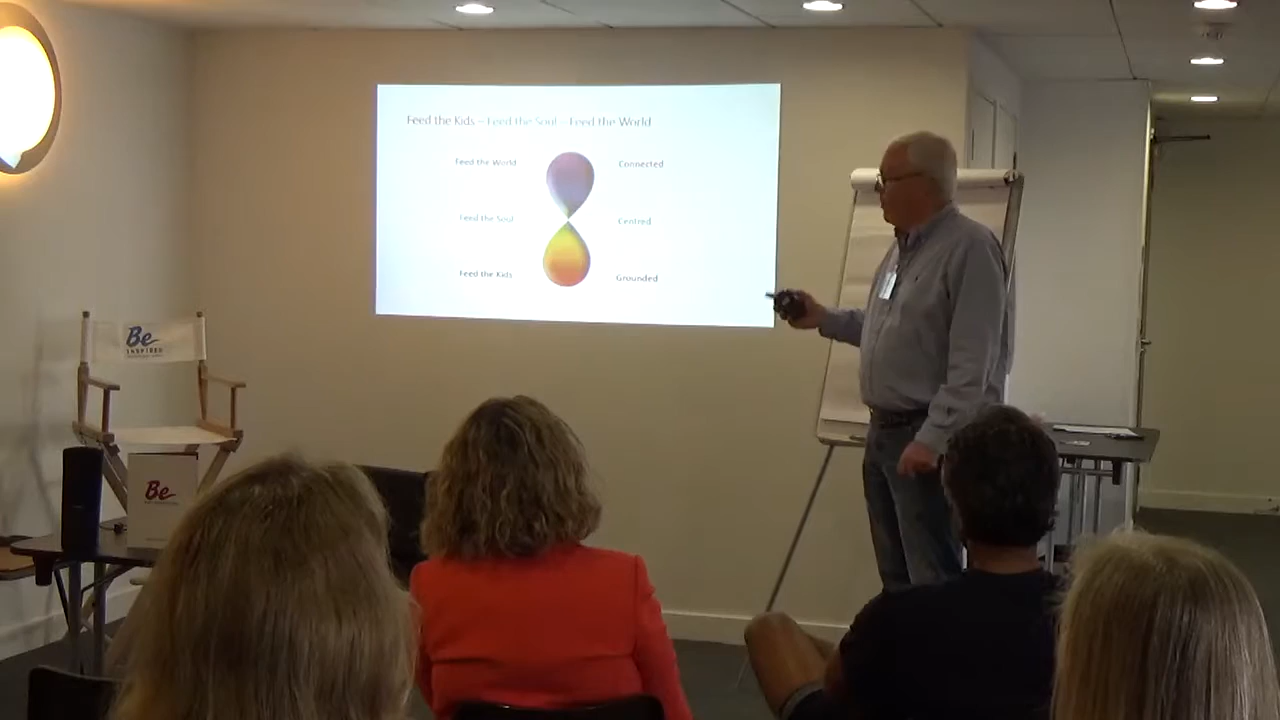 Feed the Kids – Feed the Soul – Feed the World
Feed the World
Connected
Feed the Soul
Centred
Feed the Kids
Grounded
Be
INSPIRED
Be